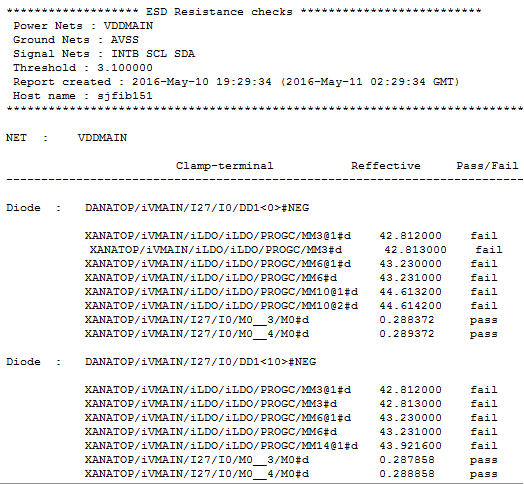 ******************* ESD Resistance checks **************************
Power Nets : VDDMAIN
Ground Nets : AVSS
Signal Nets : INTB SCL SDA
Threshold : 3.100000
Report created : 2016-May-10 19:29:34 (2016-May-11 02:29:34 GMT)
Host name : sjfib151
**************************************************************************
NET : VDDMAIN
Clamp-terminal Reffective Pass/Fail
--------------------------------------------------------------------------
Diode : DANATOP/iVMAIN/I27/I0/DD1<0>#NEG
XANATOP/iVMAIN/iLDO/iLDO/PROGC/MM3@1#d 42.812000 fail
XANATOP/iVMAIN/iLDO/iLDO/PROGC/MM3#d 42.813000 fail
XANATOP/iVMAIN/iLDO/iLDO/PROGC/MM6@1#d 43.230000 fail
XANATOP/iVMAIN/iLDO/iLDO/PROGC/MM6#d 43.231000 fail
XANATOP/iVMAIN/iLDO/iLDO/PROGC/MM10@1#d 44.613200 fail
XANATOP/iVMAIN/iLDO/iLDO/PROGC/MM10@2#d 44.614200 fail
XANATOP/iVMAIN/I27/I0/M0__3/M0#d 0.288372 pass
XANATOP/iVMAIN/I27/I0/M0__4/M0#d 0.289372 pass
Diode : DANATOP/iVMAIN/I27/I0/DD1<10>#NEG
XANATOP/iVMAIN/iLDO/iLDO/PROGC/MM3@1#d 42.812000 fail
XANATOP/iVMAIN/iLDO/iLDO/PROGC/MM3#d 42.813000 fail
XANATOP/iVMAIN/iLDO/iLDO/PROGC/MM6@1#d 43.230000 fail
XANATOP/iVMAIN/iLDO/iLDO/PROGC/MM6#d 43.231000 fail
XANATOP/iVMAIN/iLDO/iLDO/PROGC/MM14@1#d 43.921600 fail
XANATOP/iVMAIN/I27/I0/M0__3/M0#d 0.287858 pass
XANATOP/iVMAIN/I27/I0/M0__4/M0#d 0.288858 pass